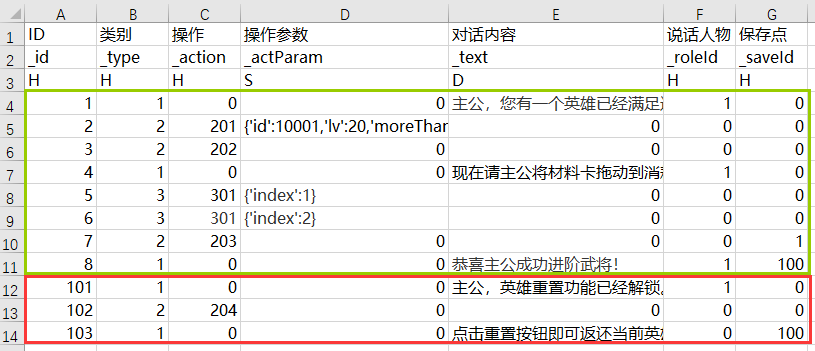 A B C D E F G
1 ID 类别 操作 操作参数 对话内容 说话人物 保存点
2 _id _type _action _actParam _text _roleId _saveId
3 H H H S D H H
4 1 1 0 0 主公，您有一个英雄已经满足 1 0
5 2 2 201 {'id':10001,'lv':20,'moreThar 0 0 0
6 3 2 202 0 0 0 0
7 4 1 0 0 现在请主公将材料卡拖动到消 1 0
8 5 3 301 {'index':1} 0 0 0
9 6 3 301 {'index':2} 0 0 0
10 7 2 203 0 0 0 1
11 8 1 0 0 恭喜主公成功进阶武将！ 1 100
12 101 1 0 0 主公，英雄重置功能已经解锁 1 0
13 102 2 204 0 0 0 0
14 103 1 0 0 点击重置按钮即可返还当前英 0 100